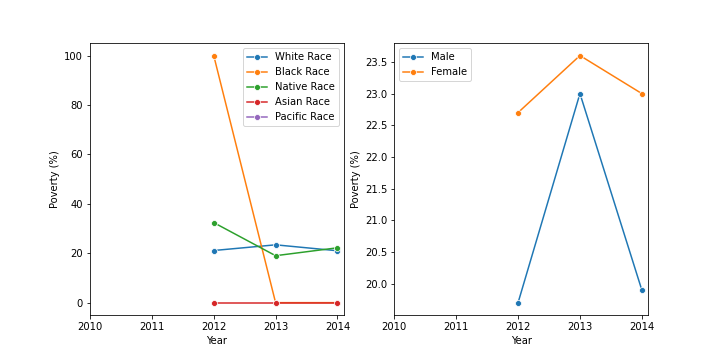 100
80
60
40
20
0
Poverty (%)
2010 2011 2012 2013 2014
Year
White Race
Black Race
Native Race
Asian Race
Pacific Race
23.5
23.0
22.5
22.0
21.5
21.0
20.5
20.0
Poverty (%)
2010 2011 2012 2013 2014
Year
Male
Female